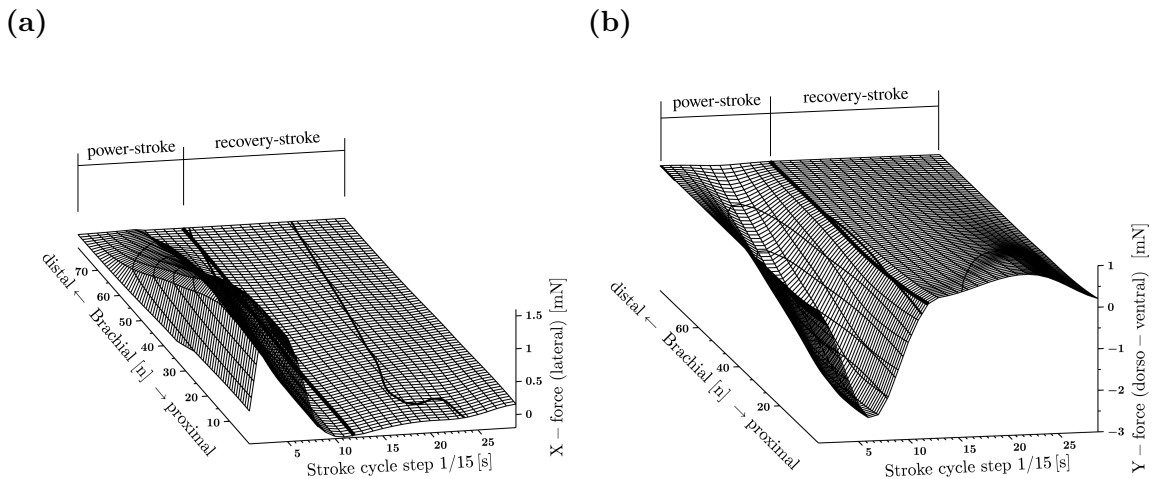 (a)
power-stroke
recovery-stroke
70
60
50
40
30
20
10
distal ← Brachial [n] → proximal
5
10
15
20
25
Stroke cycle step 1/15 [s]
1.5
1
0.5
0
X – force (lateral) [mN]
(b)
power-stroke
recovery-stroke
60
40
20
distal ← Brachial [n] → proximal
5
10
15
20
25
Stroke cycle step 1/15 [s]
1
0
−1
−2
−3
Y – force (dorso – ventral) [mN]